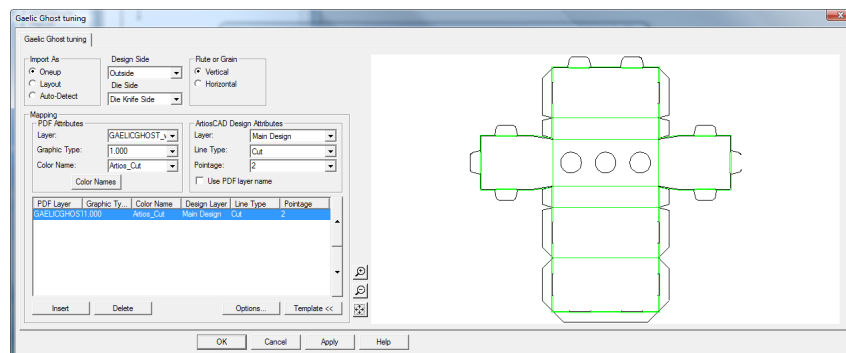 Gaelic Ghost tuning
Gaelic Ghost tuning
Import As
Oneup
Layout
Auto-Detect
Design Side
Outside
Die Side
Die Knife Side
Flute or Grain
Vertical
Horizontal
Mapping
PDF Attributes
Layer: GAELICGHOST_v
Graphic Type: 1.000
Color Name: Artios_Cut
Color Names
ArtiosCAD Design Attributes
Layer: Main Design
Line Type: Cut
Pointage: 2
Use PDF layer name
PDF Layer Graphic Ty... Color Name Design Layer Line Type Pointage
GAELICGHOST1.000 Artios_Cut Main Design Cut 2
Insert Delete Options... Template <<
OK Cancel Apply Help